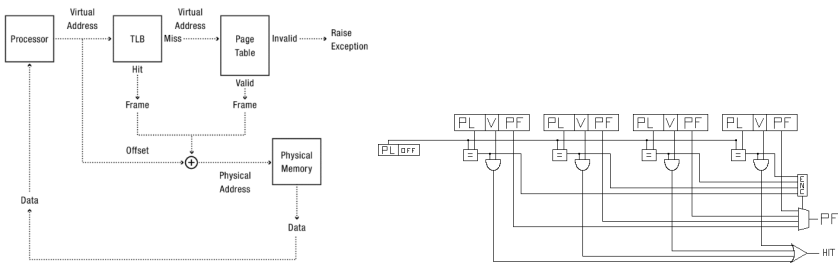 Virtual
Address
Virtual
Address
Processor
TLB
Miss
Page
Table
Invalid
Raise
Exception
Hit
Valid
Frame
Frame
Offset
Physical
Address
Physical
Memory
Data
Data
PL V PF
PL V PF
PL V PF
PL V PF
PL OFF
=
=
=
=
ENC
PF
HIT